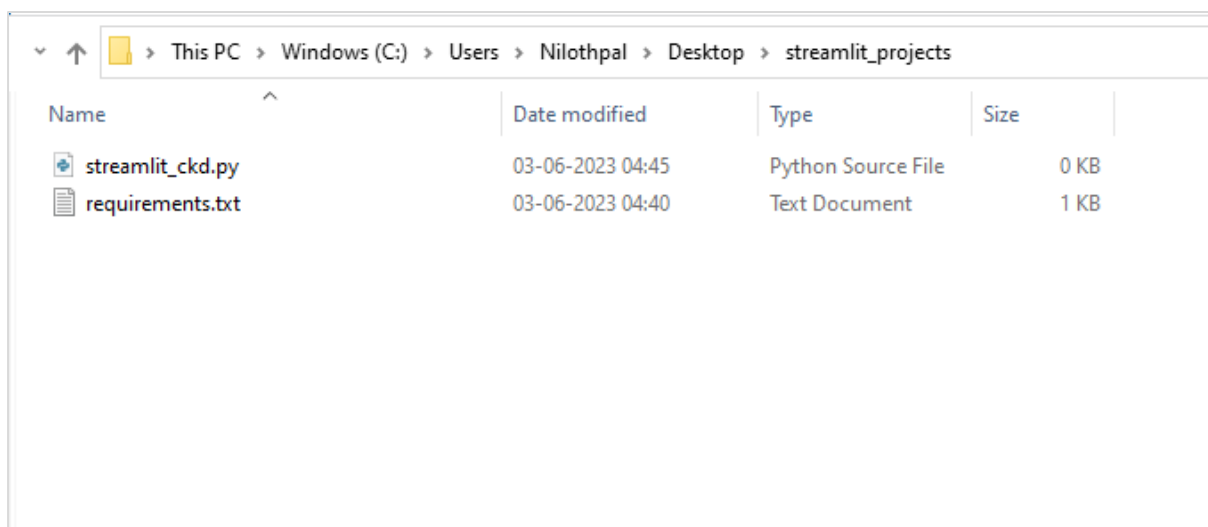 This PC > Windows (C:) > Users > Nilothpal > Desktop > streamlit_projects
Name Date modified Type Size
streamlit_ckd.py 03-06-2023 04:45 Python Source File 0 KB
requirements.txt 03-06-2023 04:40 Text Document 1 KB